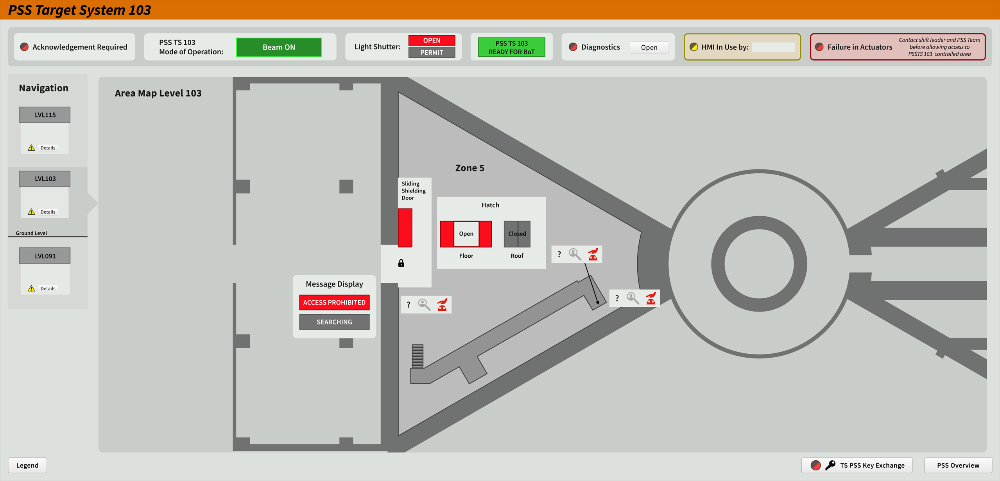 PSS Target System 103
Acknowledgement Required
PSS TS 103
Mode of Operation:
Beam ON
Light Shutter:
OPEN
PERMIT
PSS TS 103
READY FOR BoT
Diagnostics
Open
HMI In Use by:
Failure in Actuators
Contact shift leader and PSS Team
before allowing access to
PSSTS 103 controlled area
Navigation
LVL115
Details
LVL103
Details
Ground Level
LVL091
Details
Area Map Level 103
Zone 5
Sliding
Shielding
Door
Hatch
Open
Closed
Floor
Roof
?
?
?
Message Display
ACCESS PROHIBITED
SEARCHING
Legend
TS PSS Key Exchange
PSS Overview